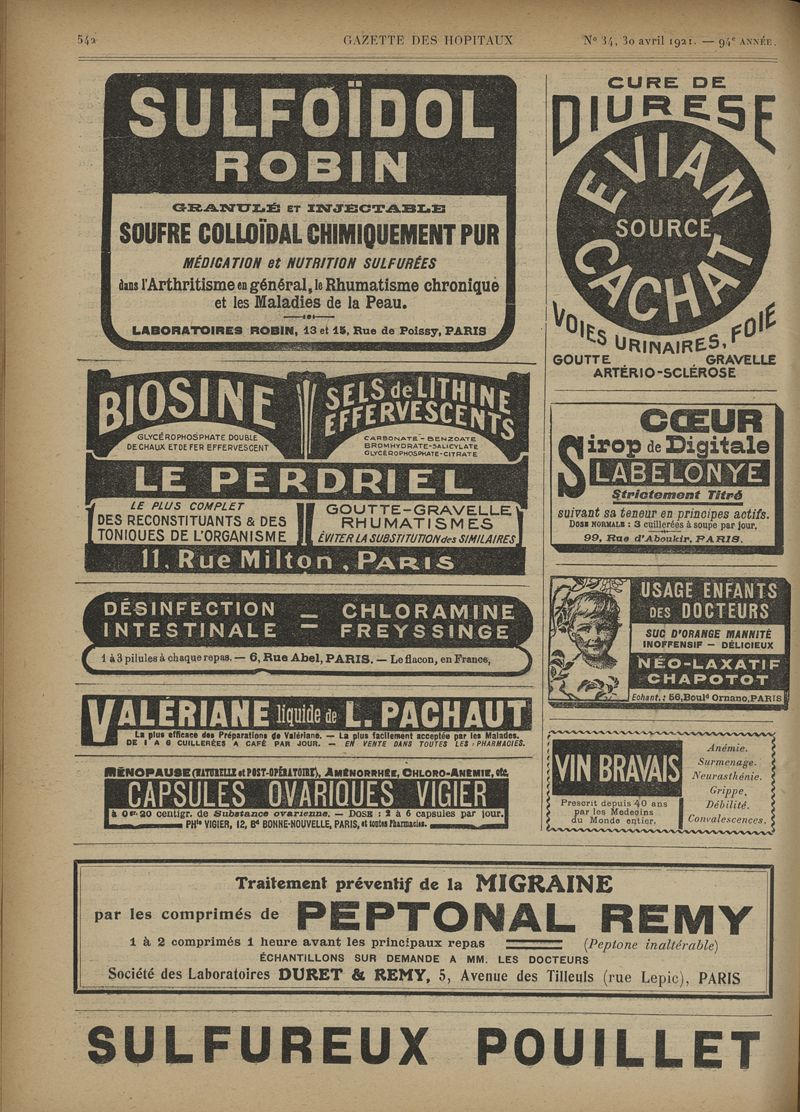 542
GAZETTE DES HOPITAUX
Nº 34, 30 avril 1921. — 94e ANNÉE.
SULFOÏDOL
ROBIN
GRANULÉ ET INJECTABLE
SOUFRE COLLOÏDAL CHIMIQUEMENT PUR
MÉDICATION et NUTRITION SULFURÉES
dans l'Arthritisme en général, le Rhumatisme chronique
et les Maladies de la Peau.
LABORATOIRES ROBIN, 13 et 15, Rue de Poissy, PARIS
BIOSINE
GLYCÉROPHOSPHATE DOUBLE
DE CHAUX ET DE FER EFFERVESCENT
SELS de LITHINE
EFFERVESCENTS
CARBONATE - BENZOATE
BROMHYDRATE - SALICYLATE
GLYCÉROPHOSPHATE - CITRATE
LE PERDRIEL
LE PLUS COMPLET
DES RECONSTITUANTS & DES
TONIQUES DE L'ORGANISME
GOUTTE - GRAVELLE
RHUMATISMES
ÉVITER LA SUBSTITUTION des SIMILAIRES
11, Rue Milton, PARIS
DÉSINFECTION = CHLORAMINE
INTESTINALE = FREYSSINGE
1 à 3 pilules à chaque repas. — 6, Rue Abel, PARIS. — Le flacon, en France,
VALÉRIANE liquide de L. PACHAUT
La plus efficace des Préparations de Valériane. — La plus facilement acceptée par les Malades.
DE 1 A 6 CUILLERÉES A CAFÉ PAR JOUR. — EN VENTE DANS TOUTES LES PHARMACIES.
MÉNOPAUSE (NATURELLE et POST-OPÉRATOIRE), AMÉNORRHÉE, CHLORO-ANÉMIE, etc.
CAPSULES OVARIQUES VIGIER
à 0 gr. 20 centigr. de Substance ovarienne. — DOSE : 2 à 6 capsules par jour.
PHie VIGIER, 12, Bd BONNE-NOUVELLE, PARIS, et toutes Pharmacies.
CURE DE
DIURESE
EVIAN
SOURCE
CACHAT
VOIES URINAIRES, FOIE
GOUTTE GRAVELLE
ARTÉRIO-SCLÉROSE
CŒUR
Sirop de Digitale
LABELONYE
Strictement Titré
suivant sa teneur en principes actifs.
DOSE NORMALE : 3 cuillerées à soupe par jour.
99, Rue d'Aboukir, PARIS.
USAGE ENFANTS
DES DOCTEURS
SUC D'ORANGE MANNITÉ
INOFFENSIF - DÉLICIEUX
NÉO-LAXATIF
CHAPOTOT
Echant. : 56, Boul d Ornano, PARIS
VIN BRAVAIS
Prescrit depuis 40 ans
par les Medecins
du Monde entier.
Anémie.
Surmenage.
Neurasthénie.
Grippe.
Débilité.
Convalescences.
Traitement préventif de la MIGRAINE
par les comprimés de PEPTONAL REMY
1 à 2 comprimés 1 heure avant les principaux repas (Peptone inaltérable)
ÉCHANTILLONS SUR DEMANDE A MM. LES DOCTEURS
Société des Laboratoires DURET & REMY, 5, Avenue des Tilleuls (rue Lepic), PARIS
SULFUREUX POUILLET